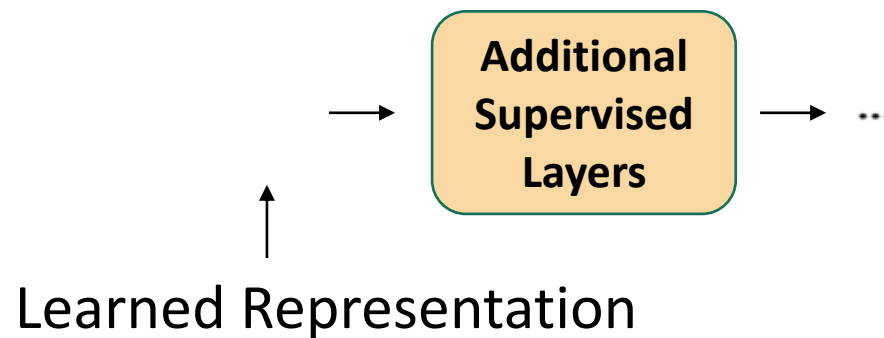 Additional
Supervised
Layers
...
Learned Representation